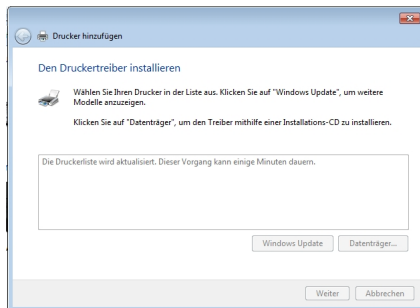 Drucker hinzufügen
Den Druckertreiber installieren
Wählen Sie Ihren Drucker in der Liste aus. Klicken Sie auf "Windows Update", um weitere
Modelle anzuzeigen.
Klicken Sie auf "Datenträger", um den Treiber mithilfe einer Installations-CD zu installieren.
Die Druckerliste wird aktualisiert. Dieser Vorgang kann einige Minuten dauern.
Windows Update
Datenträger...
Weiter
Abbrechen